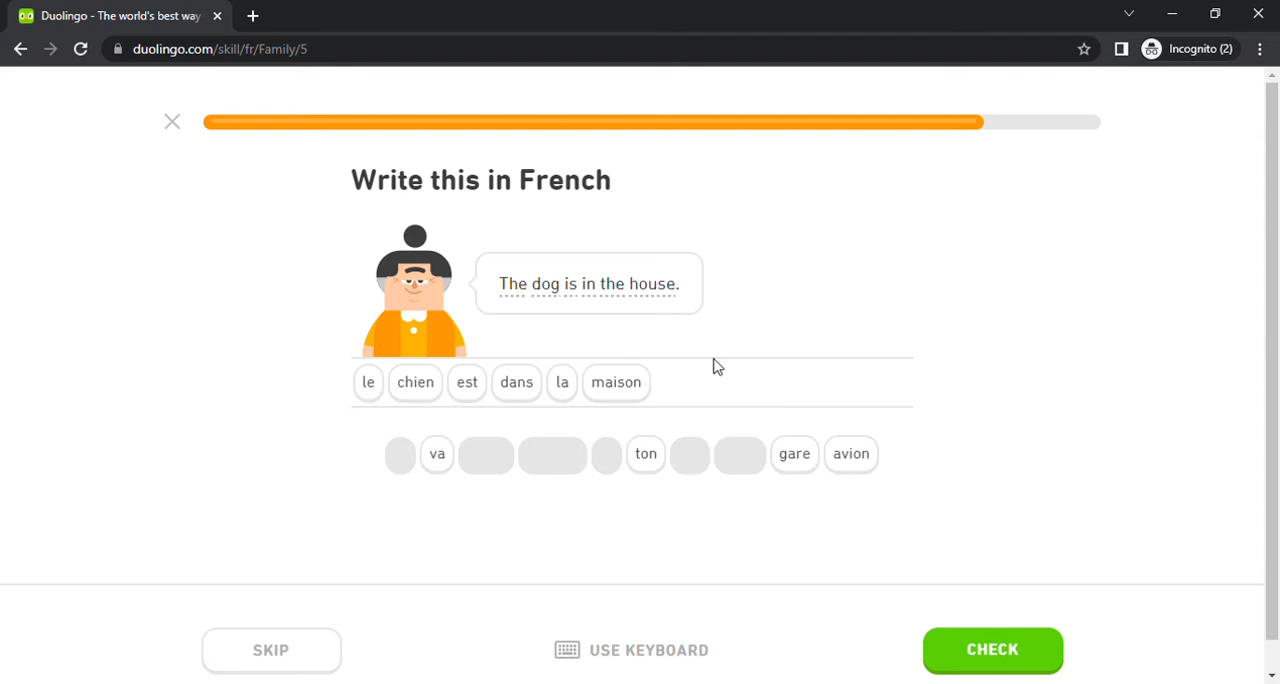 Duolingo - The world's best way
duolingo.com/skill/fr/Family/5
Incognito (2)
Write this in French
The dog is in the house.
le chien est dans la maison
va ton gare avion
SKIP
USE KEYBOARD
CHECK